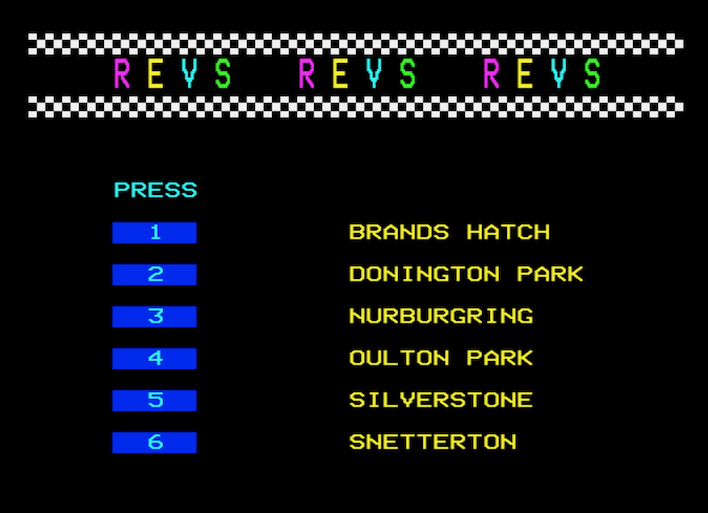 REVS REVS REVS
PRESS
1 BRANDS HATCH
2 DONINGTON PARK
3 NURBURGRING
4 OULTON PARK
5 SILVERSTONE
6 SNETTERTON